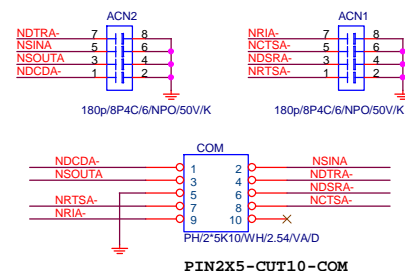 ACN2
NDTRA- 7 8
NSINA 5 6
NSOUTA 3 4
NDCDA- 1 2
180p/8P4C/6/NPO/50V/K
ACN1
NRIA- 7 8
NCTSA- 5 6
NDSRA- 3 4
NRTSA- 1 2
180p/8P4C/6/NPO/50V/K
COM
NDCDA- 1 2 NSINA
NSOUTA 3 4 NDTRA-
5 6 NDSRA-
NRTSA- 7 8 NCTSA-
NRIA- 9 10
PH/2*5K10/WH/2.54/VA/D
PIN2X5-CUT10-COM